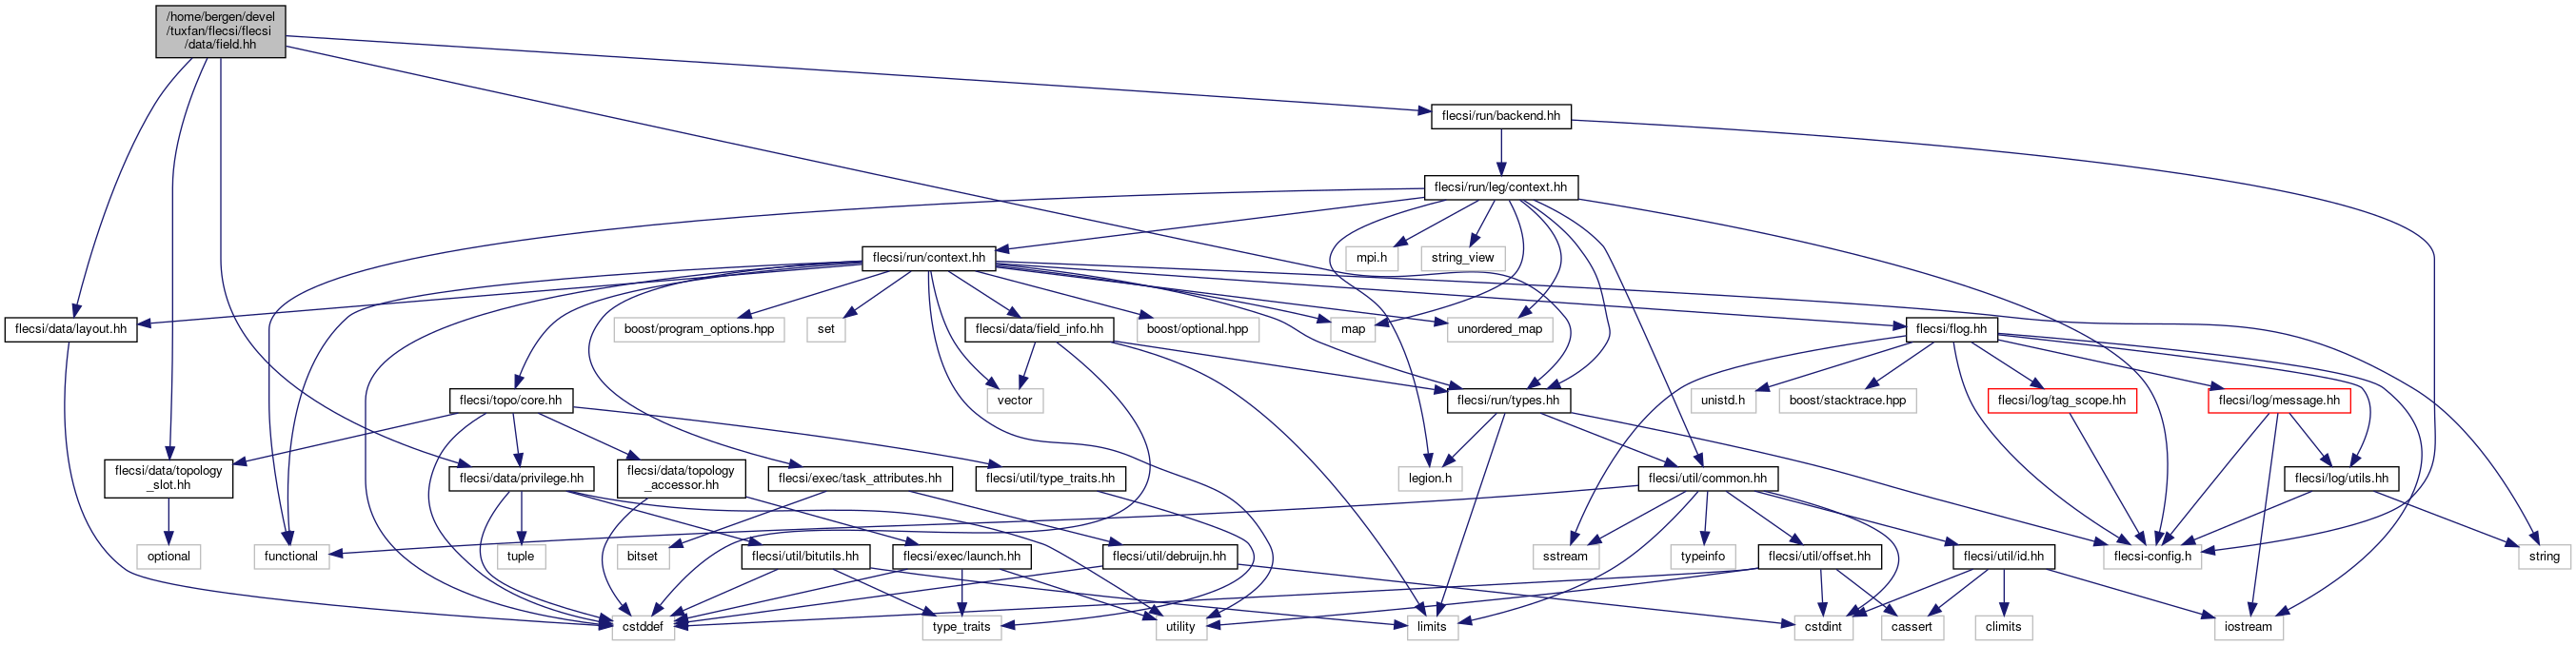 /home/bergen/devel
/tuxfan/flecsi/flecsi
/data/field.hh
flecsi/run/backend.hh
flecsi/run/leg/context.hh
flecsi/run/context.hh
mpi.h
string_view
flecsi/data/layout.hh
boost/program_options.hpp
set
flecsi/data/field_info.hh
boost/optional.hpp
map
unordered_map
flecsi/flog.hh
flecsi/topo/core.hh
vector
flecsi/run/types.hh
unistd.h
boost/stacktrace.hpp
flecsi/log/tag_scope.hh
flecsi/log/message.hh
flecsi/data/topology
_slot.hh
flecsi/data/privilege.hh
flecsi/data/topology
_accessor.hh
flecsi/exec/task_attributes.hh
flecsi/util/type_traits.hh
legion.h
flecsi/util/common.hh
flecsi/log/utils.hh
optional
functional
tuple
bitset
flecsi/util/bitutils.hh
flecsi/exec/launch.hh
flecsi/util/debruijn.hh
sstream
typeinfo
flecsi/util/offset.hh
flecsi/util/id.hh
flecsi-config.h
string
cstddef
type_traits
utility
limits
cstdint
cassert
climits
iostream